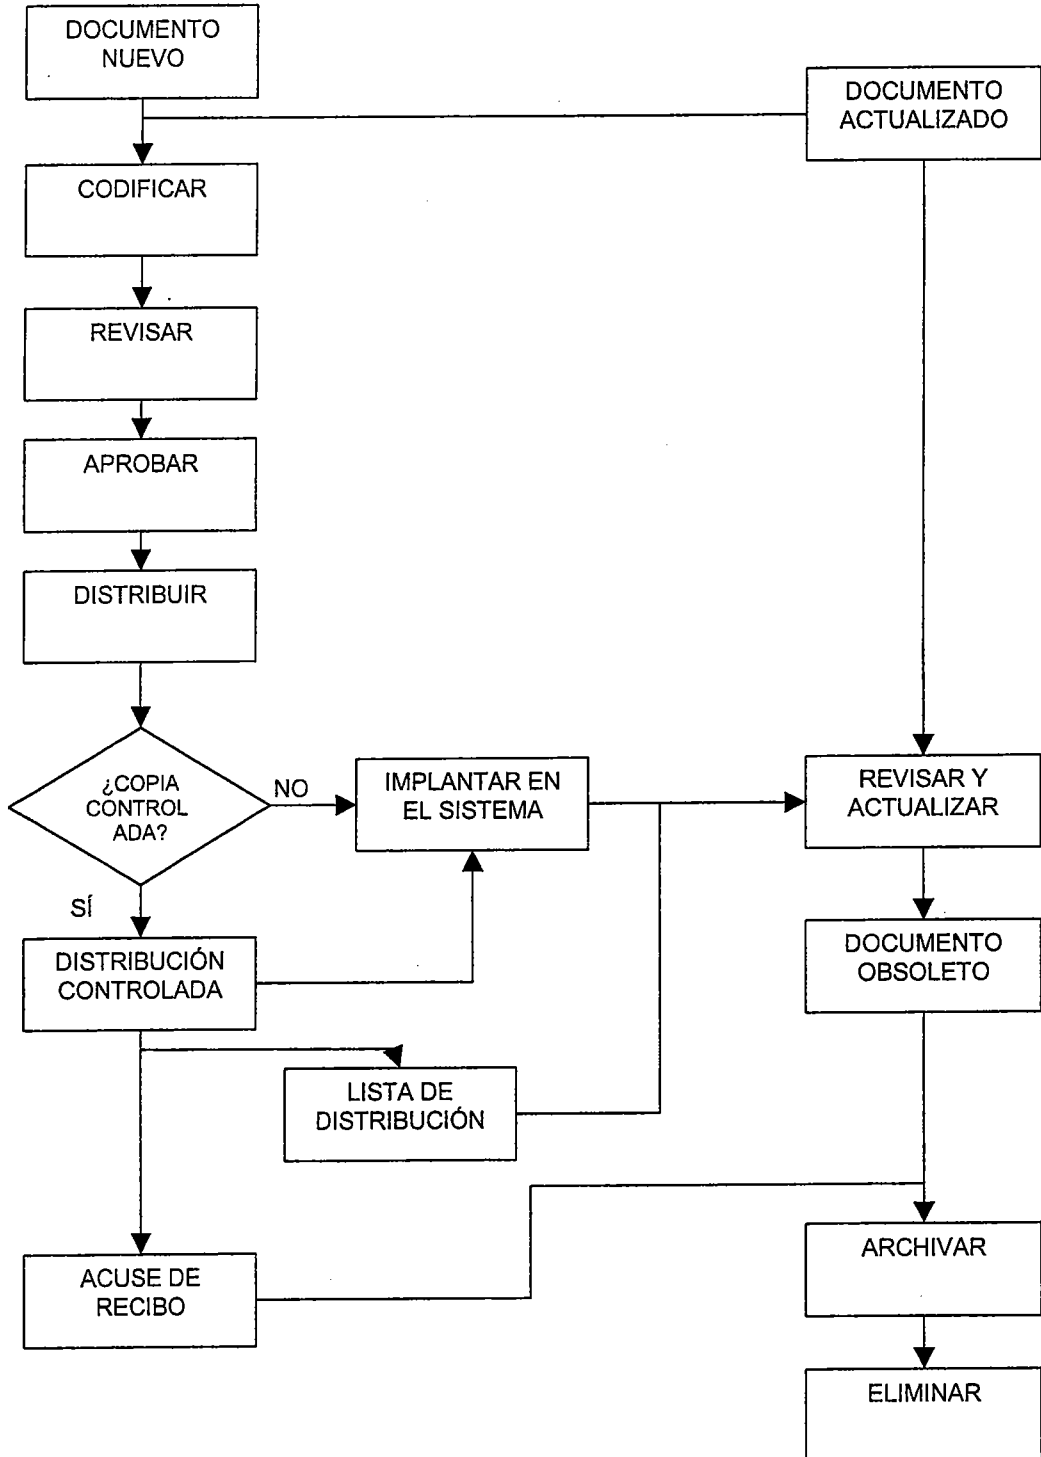 DOCUMENTO
NUEVO
DOCUMENTO
ACTUALIZADO
CODIFICAR
REVISAR
APROBAR
DISTRIBUIR
¿COPIA
CONTROL
ADA?
NO
IMPLANTAR EN
EL SISTEMA
REVISAR Y
ACTUALIZAR
SÍ
DISTRIBUCIÓN
CONTROLADA
DOCUMENTO
OBSOLETO
LISTA DE
DISTRIBUCIÓN
ARCHIVAR
ACUSE DE
RECIBO
ELIMINAR